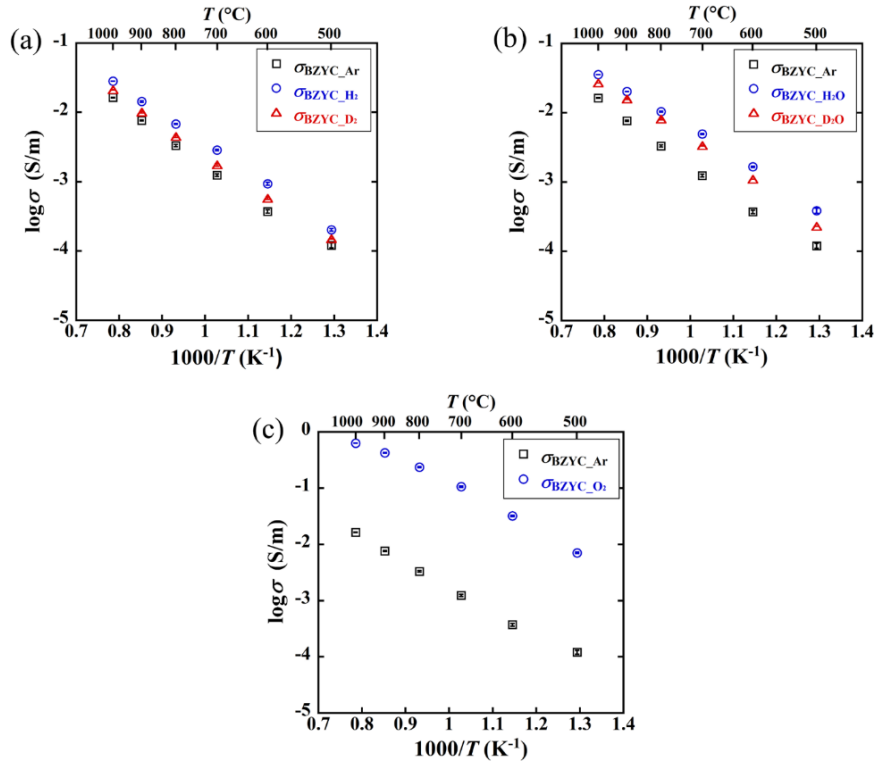 (a)
T (°C)
1000 900 800 700 600 500
-1
-2
-3
-4
-5
logσ (S/m)
σBZYC_Ar
σBZYC_H₂
σBZYC_D₂
0.7 0.8 0.9 1 1.1 1.2 1.3 1.4
1000/T (K⁻¹)
(b)
T (°C)
1000 900 800 700 600 500
-1
-2
-3
-4
-5
logσ (S/m)
σBZYC_Ar
σBZYC_H₂O
σBZYC_D₂O
0.7 0.8 0.9 1 1.1 1.2 1.3 1.4
1000/T (K⁻¹)
(c)
T (°C)
1000 900 800 700 600 500
0
-1
-2
-3
-4
-5
logσ (S/m)
σBZYC_Ar
σBZYC_O₂
0.7 0.8 0.9 1 1.1 1.2 1.3 1.4
1000/T (K⁻¹)